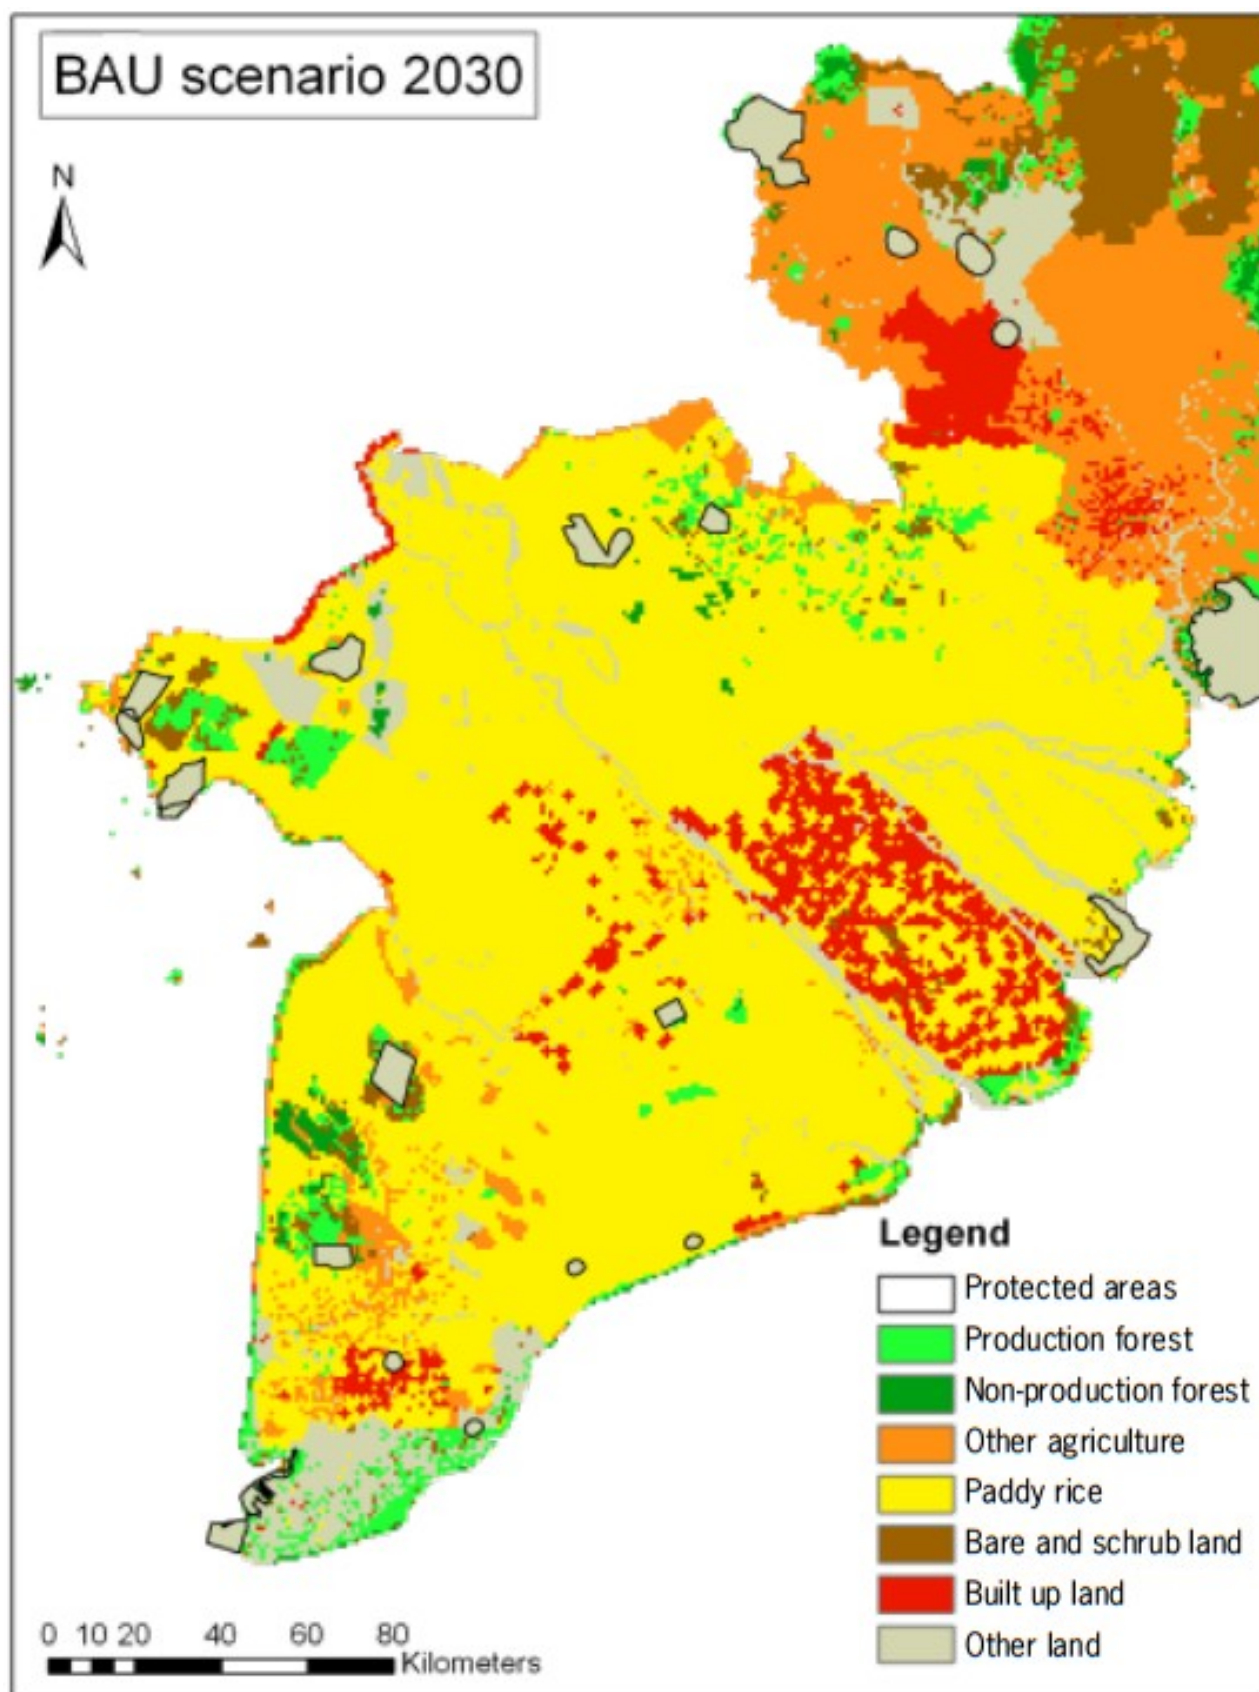 BAU scenario 2030
N
Legend
Protected areas
Production forest
Non-production forest
Other agriculture
Paddy rice
Bare and schrub land
Built up land
Other land
0 10 20 40 60 80
Kilometers